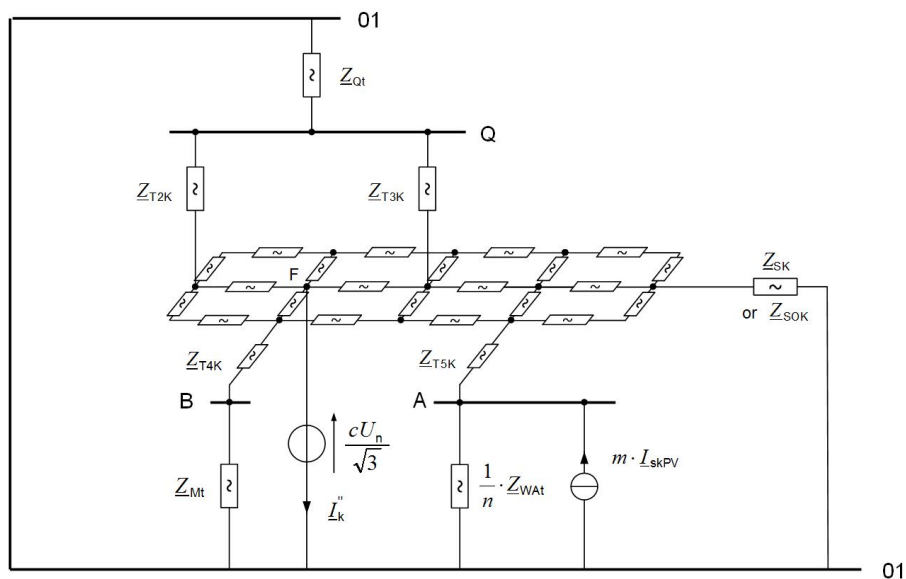 01
Z_Qt
Q
Z_T2K
Z_T3K
F
Z_SK
or Z_SOK
Z_T4K
Z_T5K
B
A
cU_n
√3
m · I_skPV
Z_Mt
I_k''
1/n · Z_WAt
01